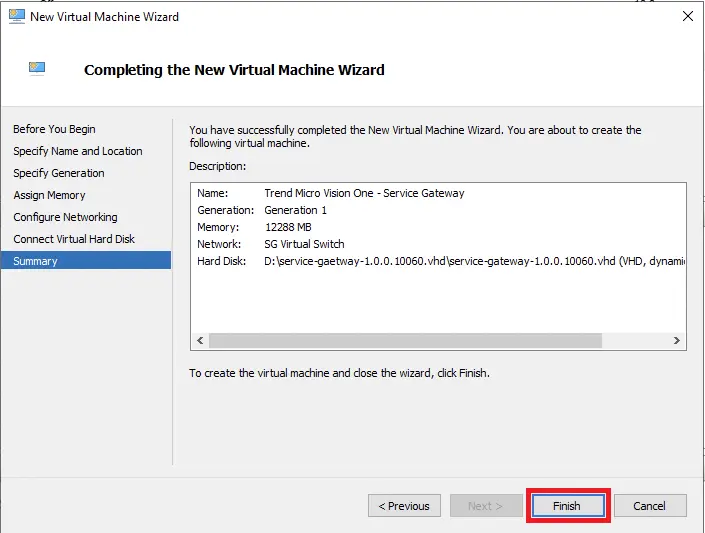 New Virtual Machine Wizard
Completing the New Virtual Machine Wizard
Before You Begin
Specify Name and Location
Specify Generation
Assign Memory
Configure Networking
Connect Virtual Hard Disk
Summary
You have successfully completed the New Virtual Machine Wizard. You are about to create the
following virtual machine.
Description:
Name: Trend Micro Vision One - Service Gateway
Generation: Generation 1
Memory: 12288 MB
Network: SG Virtual Switch
Hard Disk: D:\service-gaetway-1.0.0.10060.vhd\service-gateway-1.0.0.10060.vhd (VHD, dynami
To create the virtual machine and close the wizard, click Finish.
< Previous
Next >
Finish
Cancel